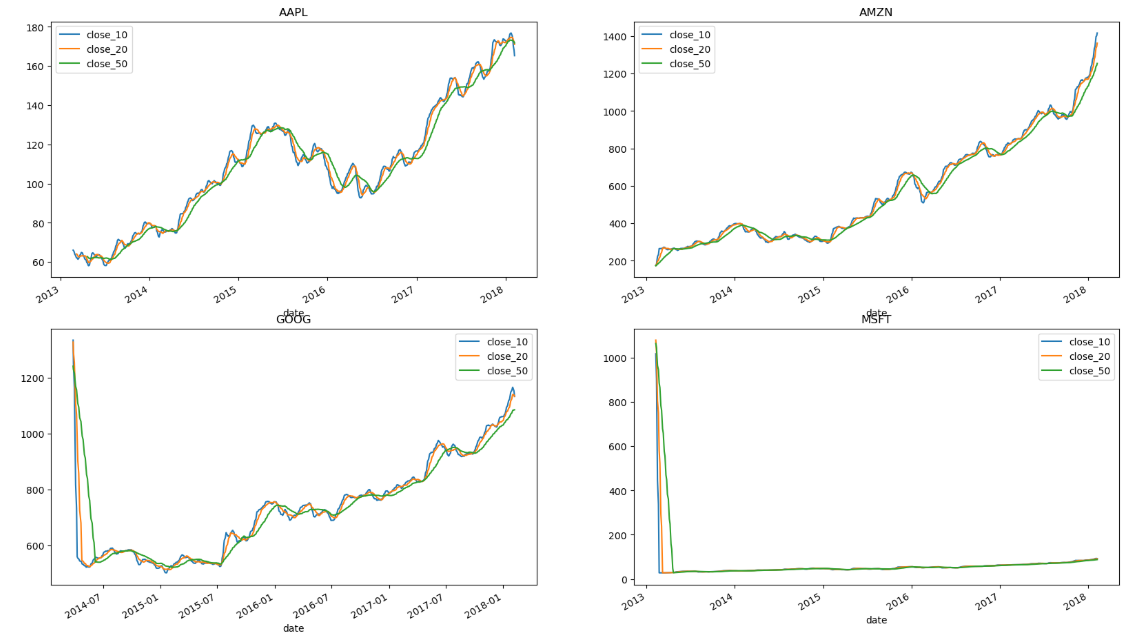 AAPL
180
160
140
120
100
80
60
close_10
close_20
close_50
2013
2014
2015
2016
2017
2018
date
AMZN
1400
1200
1000
800
600
400
200
close_10
close_20
close_50
2013
2014
2015
2016
2017
2018
date
GOOG
1200
1000
800
600
close_10
close_20
close_50
2014-07
2015-01
2015-07
2016-01
2016-07
2017-01
2017-07
2018-01
date
MSFT
1000
800
600
400
200
0
close_10
close_20
close_50
2013
2014
2015
2016
2017
2018
date